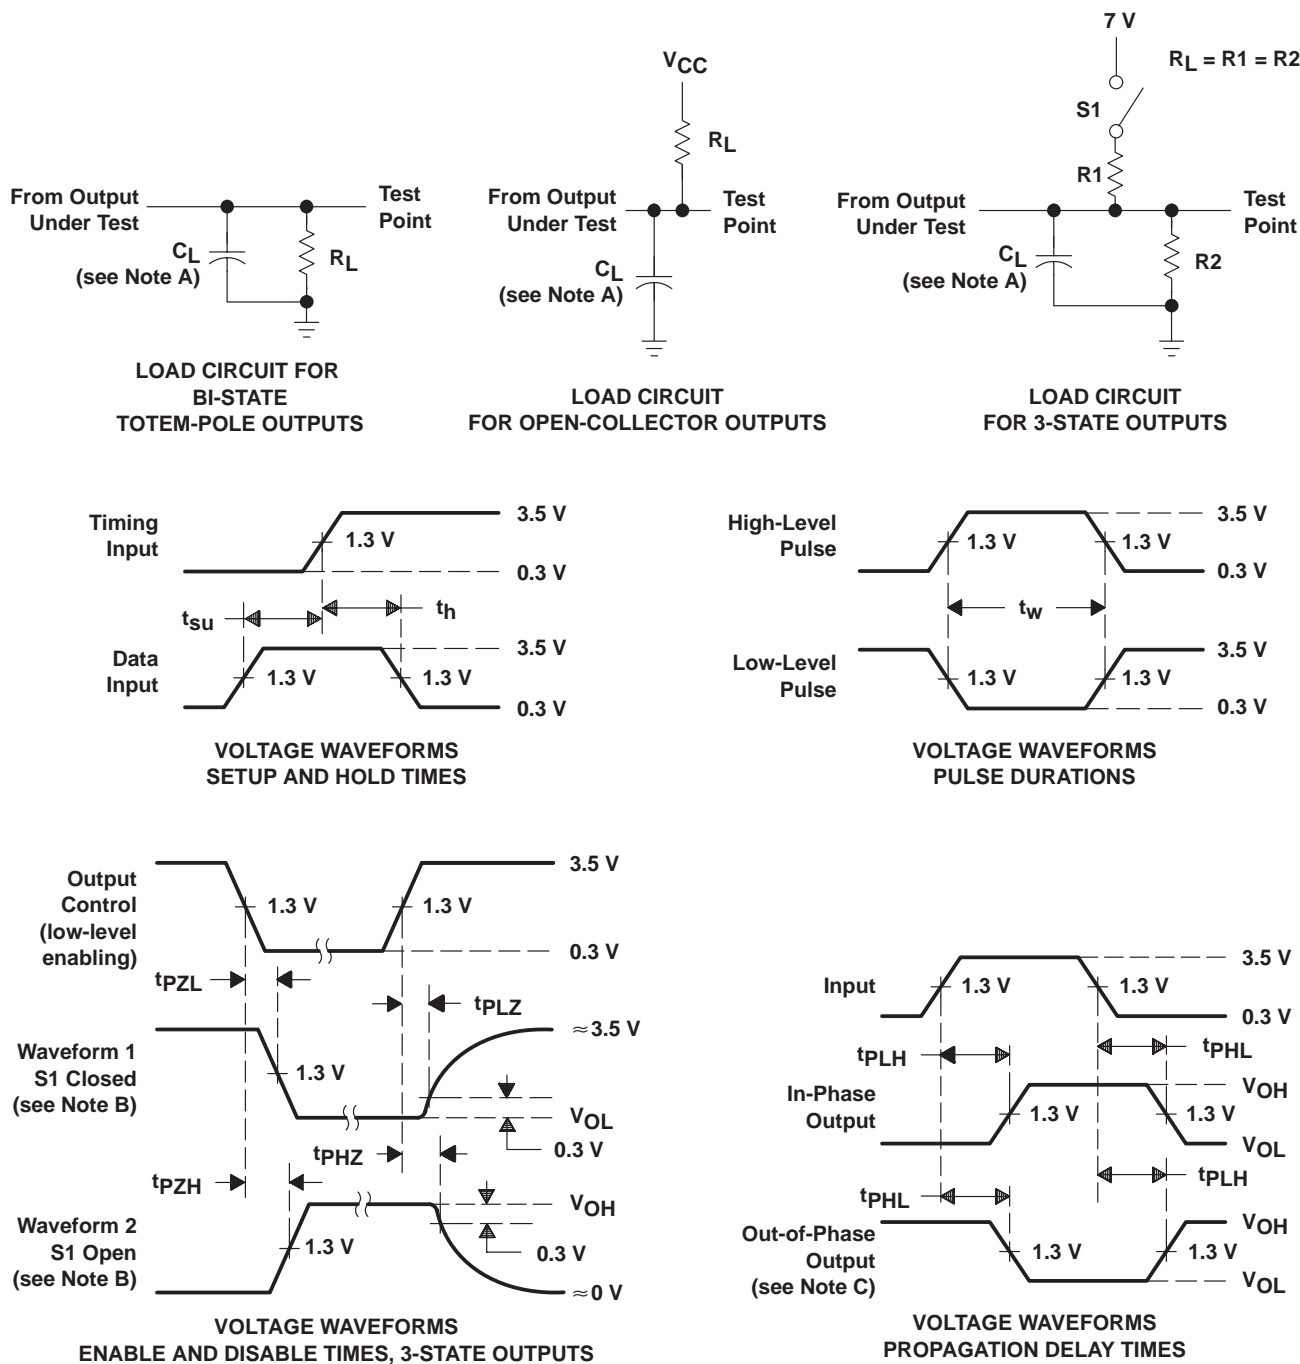 From Output
Under Test
CL
(see Note A)
RL
Test
Point
LOAD CIRCUIT FOR
BI-STATE
TOTEM-POLE OUTPUTS
VCC
RL
From Output
Under Test
CL
(see Note A)
Test
Point
LOAD CIRCUIT
FOR OPEN-COLLECTOR OUTPUTS
7 V
RL = R1 = R2
S1
R1
From Output
Under Test
CL
(see Note A)
R2
Test
Point
LOAD CIRCUIT
FOR 3-STATE OUTPUTS
Timing
Input
1.3 V
3.5 V
0.3 V
tsu
th
Data
Input
1.3 V
1.3 V
3.5 V
0.3 V
VOLTAGE WAVEFORMS
SETUP AND HOLD TIMES
High-Level
Pulse
1.3 V
1.3 V
3.5 V
0.3 V
tw
Low-Level
Pulse
1.3 V
1.3 V
3.5 V
0.3 V
VOLTAGE WAVEFORMS
PULSE DURATIONS
Output
Control
(low-level
enabling)
1.3 V
1.3 V
3.5 V
0.3 V
tPZL
tPLZ
Waveform 1
S1 Closed
(see Note B)
1.3 V
≈3.5 V
VOL
0.3 V
tPHZ
tPZH
Waveform 2
S1 Open
(see Note B)
1.3 V
VOH
0.3 V
≈0 V
VOLTAGE WAVEFORMS
ENABLE AND DISABLE TIMES, 3-STATE OUTPUTS
Input
1.3 V
1.3 V
3.5 V
0.3 V
tPLH
tPHL
In-Phase
Output
1.3 V
1.3 V
VOH
VOL
tPHL
tPLH
Out-of-Phase
Output
(see Note C)
1.3 V
1.3 V
VOH
VOL
VOLTAGE WAVEFORMS
PROPAGATION DELAY TIMES